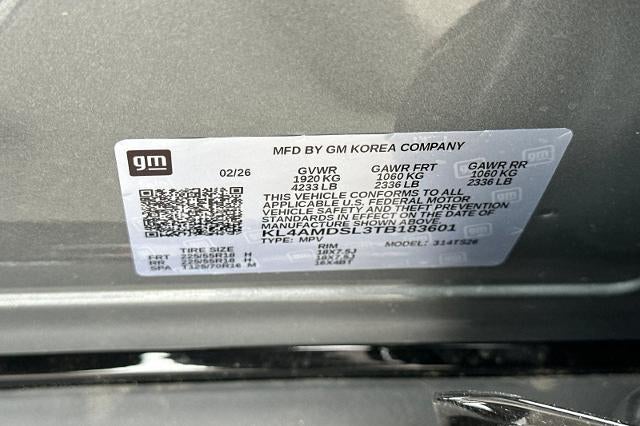 MFD BY GM KOREA COMPANY
gm
02/26 GVWR GAWR FRT GAWR RR
1920 KG 1060 KG 1060 KG
4233 LB 2336 LB 2336 LB
THIS VEHICLE CONFORMS TO ALL
APPLICABLE U.S. FEDERAL MOTOR
VEHICLE SAFETY, BUMPER, AND THEFT
PREVENTION STANDARDS IN EFFECT ON
THE DATE OF MANUFACTURE SHOWN ABOVE.
KL4AMDSL3TB183601
TYPE: MPV MODEL: 314TS26
TIRE SIZE RIM
FRT 225/55R18 H 18X7.5J
RR 225/55R18 H 18X7.5J
SPA T125/70R16 M 16X4BT